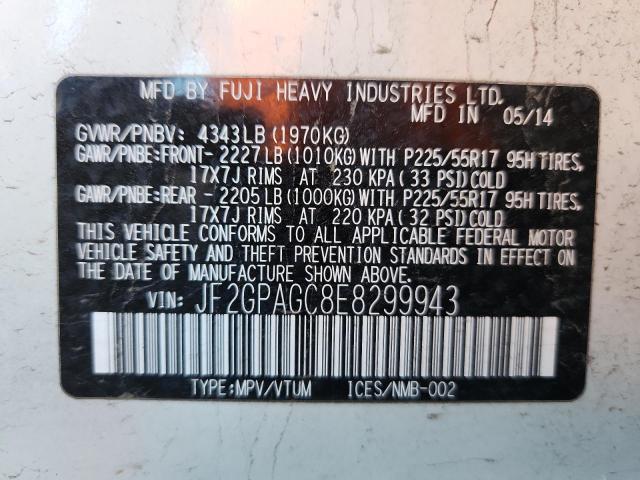 MFD BY FUJI HEAVY INDUSTRIES LTD.
MFD IN 05/14
GVWR/PNBV: 4343LB(1970KG)
GAWR/PNBE:FRONT- 2227LB(1010KG)WITH P225/55R17 95H TIRES,
17X7J RIMS AT 230 KPA(33 PSI)COLD
GAWR/PNBE:REAR - 2205LB(1000KG)WITH P225/55R17 95H TIRES,
17X7J RIMS AT 220 KPA(32 PSI)COLD
THIS VEHICLE CONFORMS TO ALL APPLICABLE FEDERAL MOTOR
VEHICLE SAFETY AND THEFT PREVENTION STANDARDS IN EFFECT ON
THE DATE OF MANUFACTURE SHOWN ABOVE.
VIN: JF2GPAGC8E8299943
TYPE:MPV/VTUM ICES/NMB-002